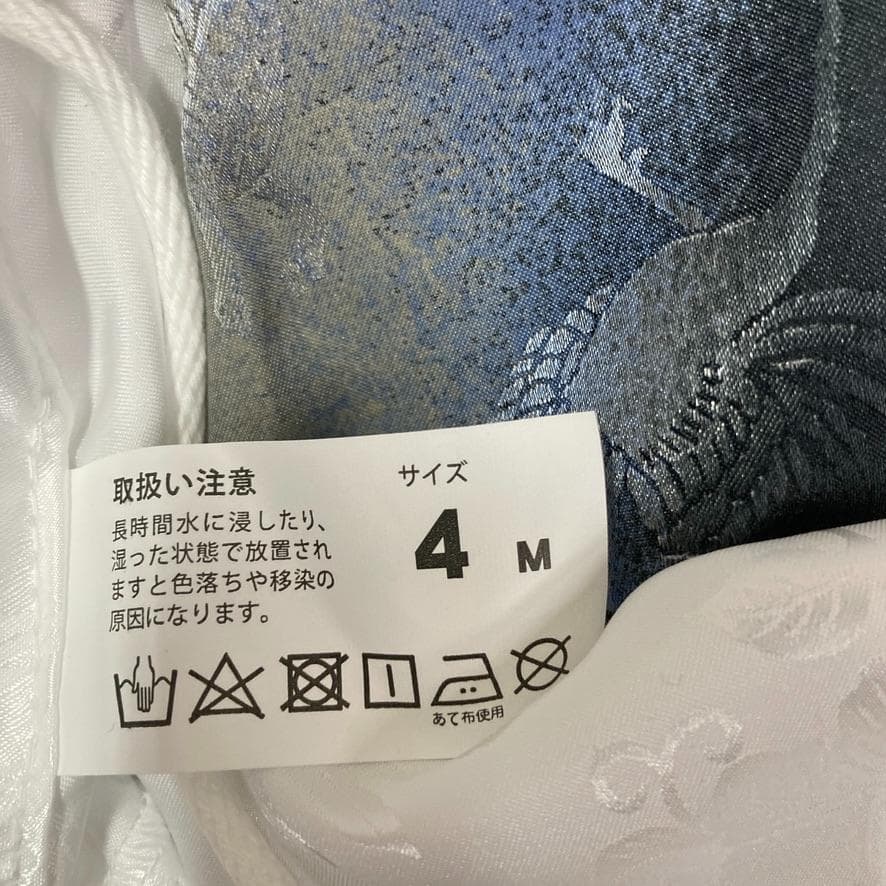 取扱い注意
長時間水に浸したり、
湿った状態で放置され
ますと色落ちや移染の
原因になります。
サイズ
4 M
あて布使用